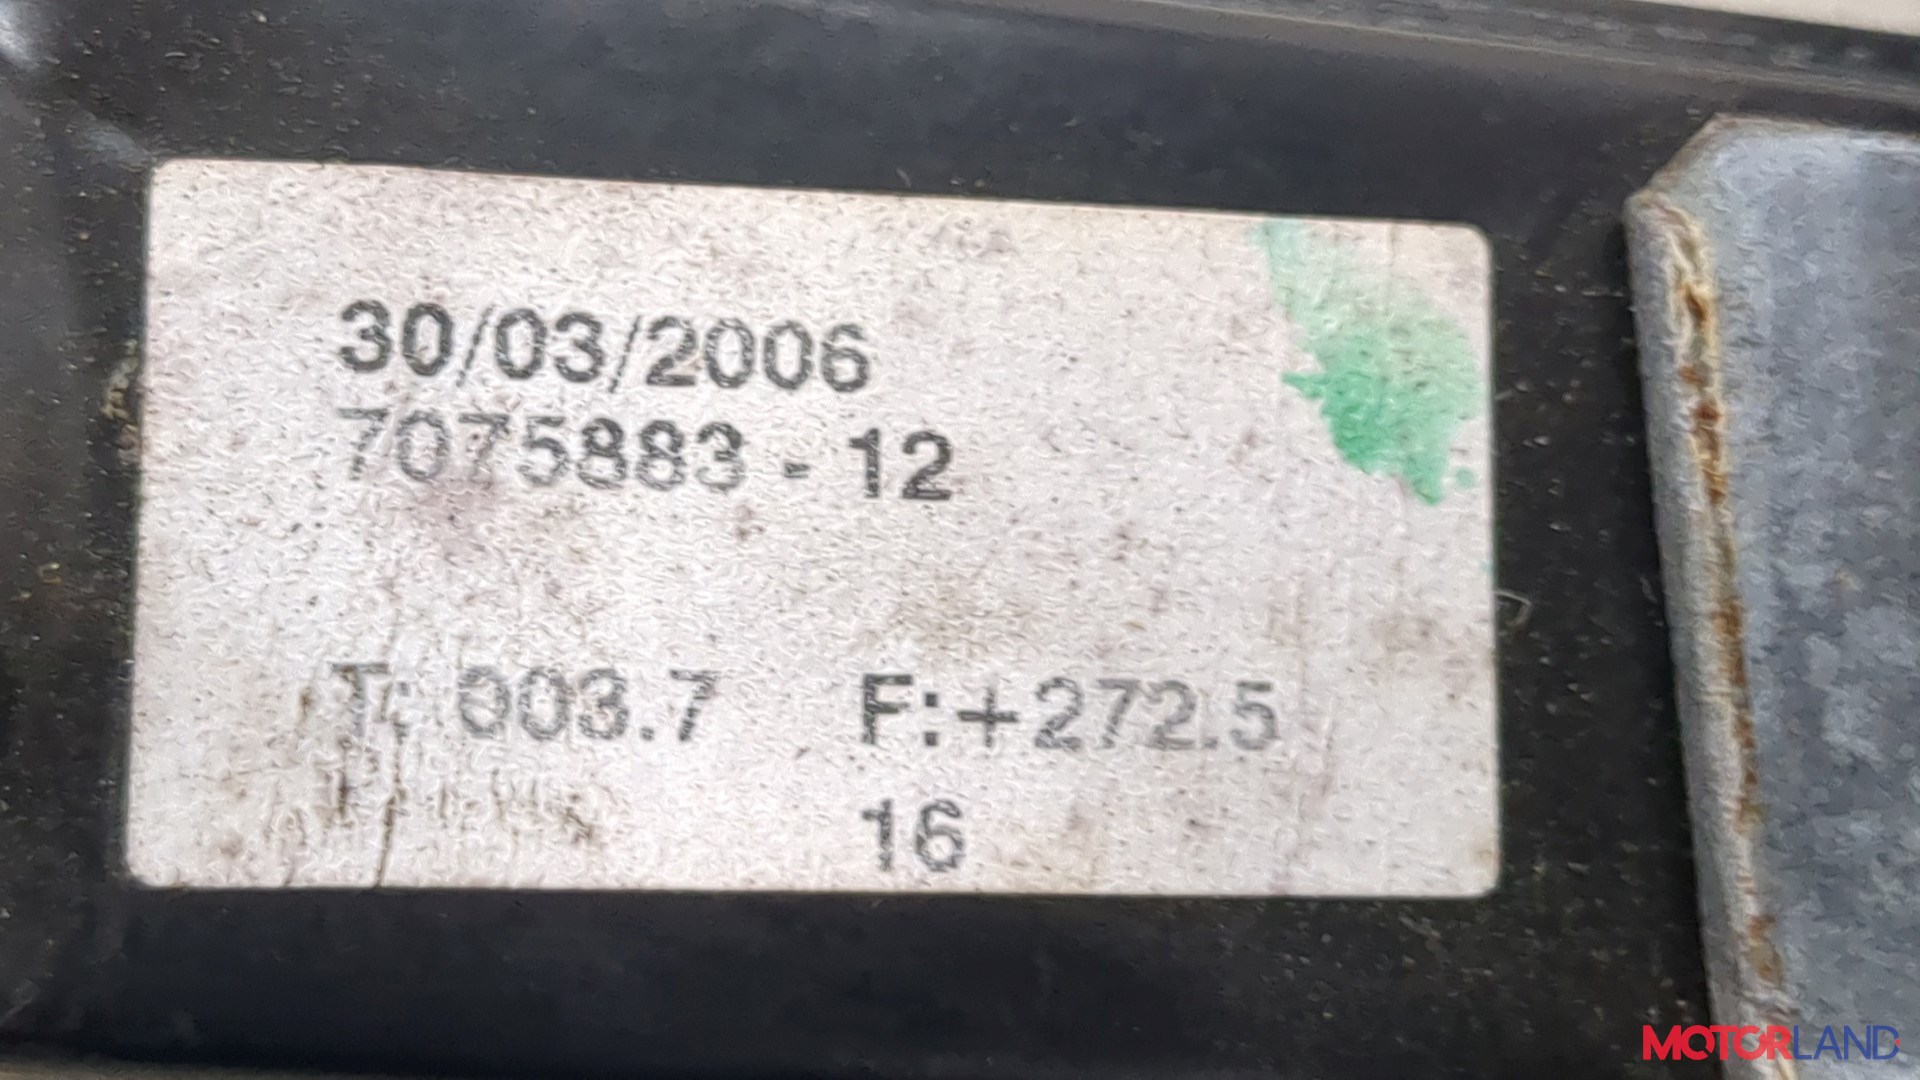 30/03/2006
7075883 - 12
T: 003.7 F:+272.5
16
MOTORLAND